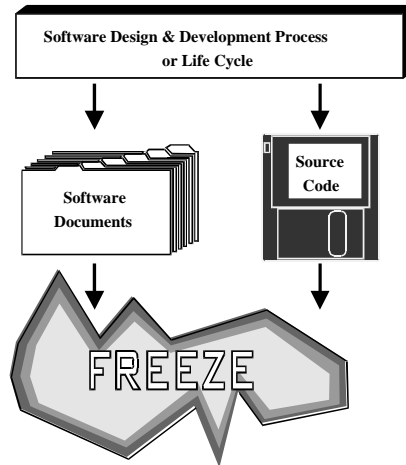 Software Design & Development Process
or Life Cycle
Software
Documents
Source
Code
FREEZE